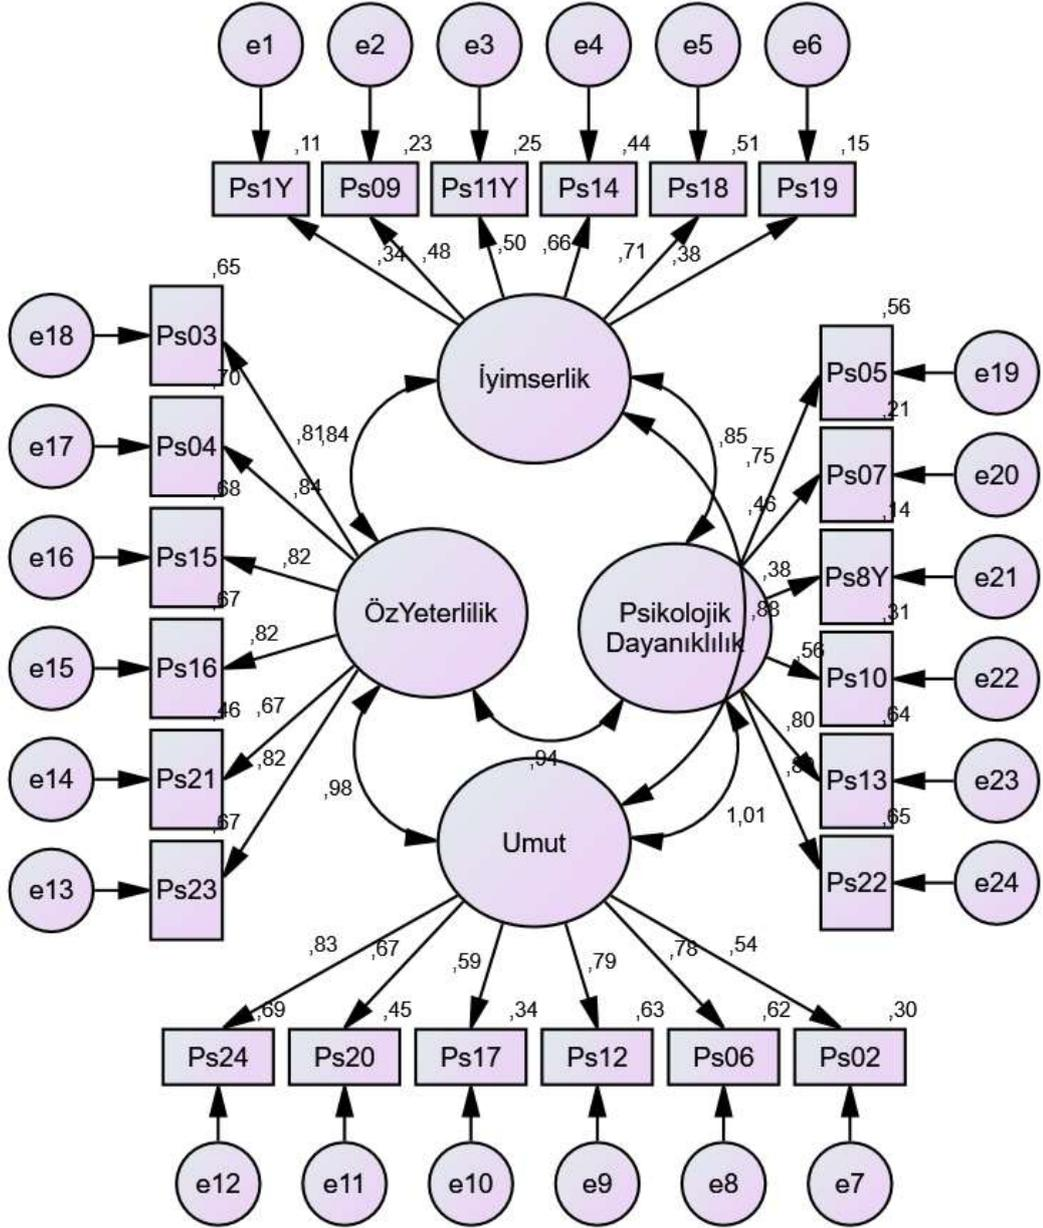 e1 e2 e3 e4 e5 e6
,11 ,23 ,25 ,44 ,51 ,15
Ps1Y Ps09 Ps11Y Ps14 Ps18 Ps19
,34 ,48 ,50 ,66 ,71 ,38
İyimserlik
,65
e18 Ps03
,70
e17 Ps04
,68
e16 Ps15
,67
e15 Ps16
,46
e14 Ps21
,67
e13 Ps23
,81 ,84
,84
,82
,82
,67
,82
ÖzYeterlilik
,85
,75
,46
,38
,88
,56
,80
Psikolojik
Dayanıklılık
,56
Ps05 e19
,21
Ps07 e20
,14
Ps8Y e21
,31
Ps10 e22
,64
Ps13 e23
,65
Ps22 e24
,94
,98
1,01
Umut
,83 ,67 ,59 ,79 ,78 ,54
,69 ,45 ,34 ,63 ,62 ,30
Ps24 Ps20 Ps17 Ps12 Ps06 Ps02
e12 e11 e10 e9 e8 e7